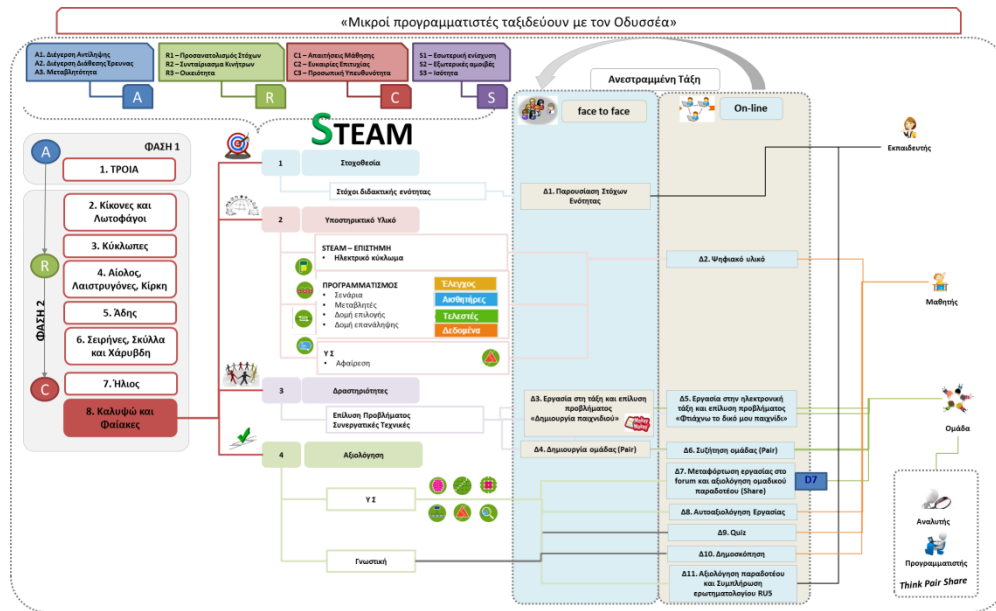 «Μικροί προγραμματιστές ταξιδεύουν με τον Οδυσσέα»
A1. Διέγερση Αντίληψης
A2. Διέγερση Διάθεσης Έρευνας
A3. Μεταβλητότητα
A
R1 – Προσανατολισμός Στόχων
R2 – Συνταίριασμα Κινήτρων
R3 – Οικειότητα
R
C1 – Απαιτήσεις Μάθησης
C2 – Ευκαιρίες Επιτυχίας
C3 – Προσωπική Υπευθυνότητα
C
S1 – Εσωτερική ενίσχυση
S2 – Εξωτερικές αμοιβές
S3 – Ισότητα
S
Ανεστραμμένη Τάξη
face to face
On-line
STEAM
ΦΑΣΗ 1
A
1. ΤΡΟΙΑ
ΦΑΣΗ 2
R
C
2. Κίκονες και
Λωτοφάγοι
3. Κύκλωπες
4. Αίολος,
Λαιστρυγόνες, Κίρκη
5. Άδης
6. Σειρήνες, Σκύλλα
και Χάρυβδη
7. Ήλιος
8. Καλυψώ και
Φαίακες
1
Στοχοθεσία
Στόχοι διδακτικής ενότητας
2
Υποστηρικτικό Υλικό
STEAM – ΕΠΙΣΤΗΜΗ
• Ηλεκτρικό κύκλωμα
ΠΡΟΓΡΑΜΜΑΤΙΣΜΟΣ
• Σενάρια
• Μεταβλητές
• Δομή επιλογής
• Δομή επανάληψης
Έλεγχος
Αισθητήρες
Τελεστές
Δεδομένα
Υ Σ
• Αφαίρεση
3
Δραστηριότητες
Επίλυση Προβλήματος
Συνεργατικές Τεχνικές
4
Αξιολόγηση
Υ Σ
Γνωστική
Δ1. Παρουσίαση Στόχων
Ενότητας
Δ2. Ψηφιακό υλικό
Δ3. Εργασία στη τάξη και επίλυση
προβλήματος
«Δημιουργία παιχνιδιού»
Δ4. Δημιουργία ομάδας (Pair)
Δ5. Εργασία στην ηλεκτρονική
τάξη και επίλυση προβλήματος
«Φτιάχνω το δικό μου παιχνίδι»
Δ6. Συζήτηση ομάδας (Pair)
Δ7. Μεταφόρτωση εργασίας στο
forum και αξιολόγηση ομαδικού
παραδοτέου (Share)
D7
Δ8. Αυτοαξιολόγηση Εργασίας
Δ9. Quiz
Δ10. Δημοσκόπηση
Δ11. Αξιολόγηση παραδοτέου
και Συμπλήρωση
ερωτηματολογίου RU5
Εκπαιδευτής
Μαθητής
Ομάδα
Αναλυτής
Προγραμματιστής
Think Pair Share